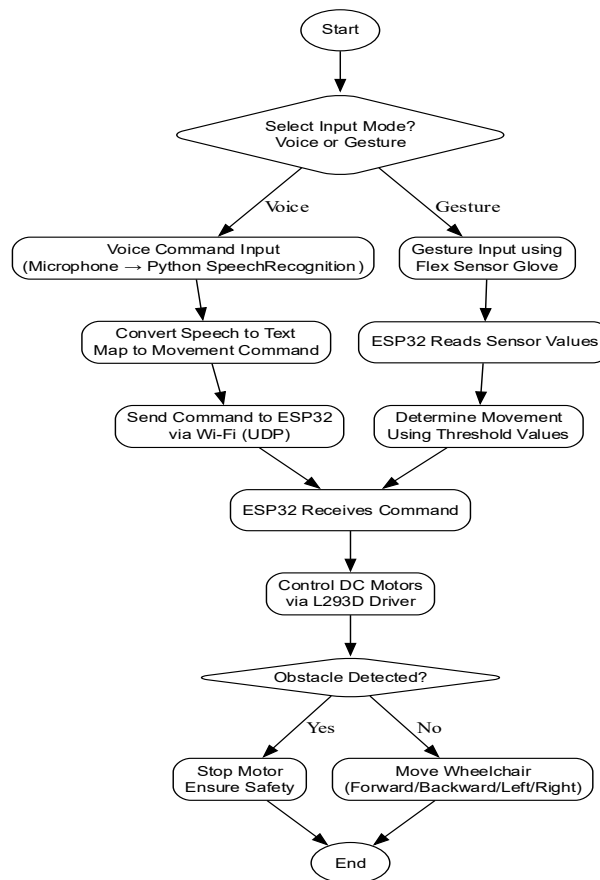 Start
Select Input Mode?
Voice or Gesture
Voice
Gesture
Voice Command Input
(Microphone → Python SpeechRecognition)
Gesture Input using
Flex Sensor Glove
Convert Speech to Text
Map to Movement Command
ESP32 Reads Sensor Values
Send Command to ESP32
via Wi-Fi (UDP)
Determine Movement
Using Threshold Values
ESP32 Receives Command
Control DC Motors
via L293D Driver
Obstacle Detected?
Yes
No
Stop Motor
Ensure Safety
Move Wheelchair
(Forward/Backward/Left/Right)
End